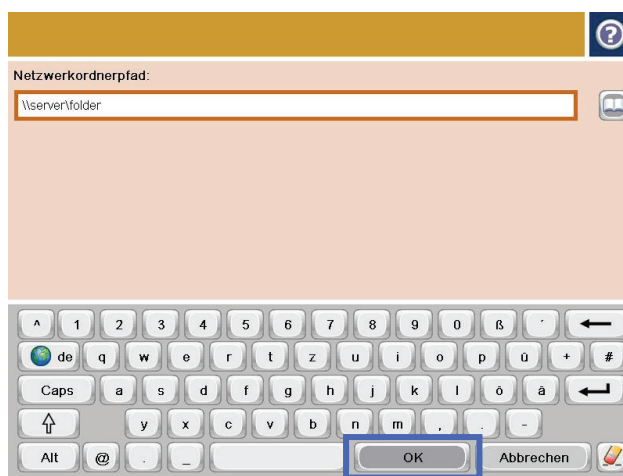 ?
Netzwerkordnerpfad:
\\server\folder
^ 1 2 3 4 5 6 7 8 9 0 ß ´
de q w e r t z u i o p ü + #
Caps a s d f g h j k l ö ä
y x c v b n m , . -
Alt @ . _ OK Abbrechen